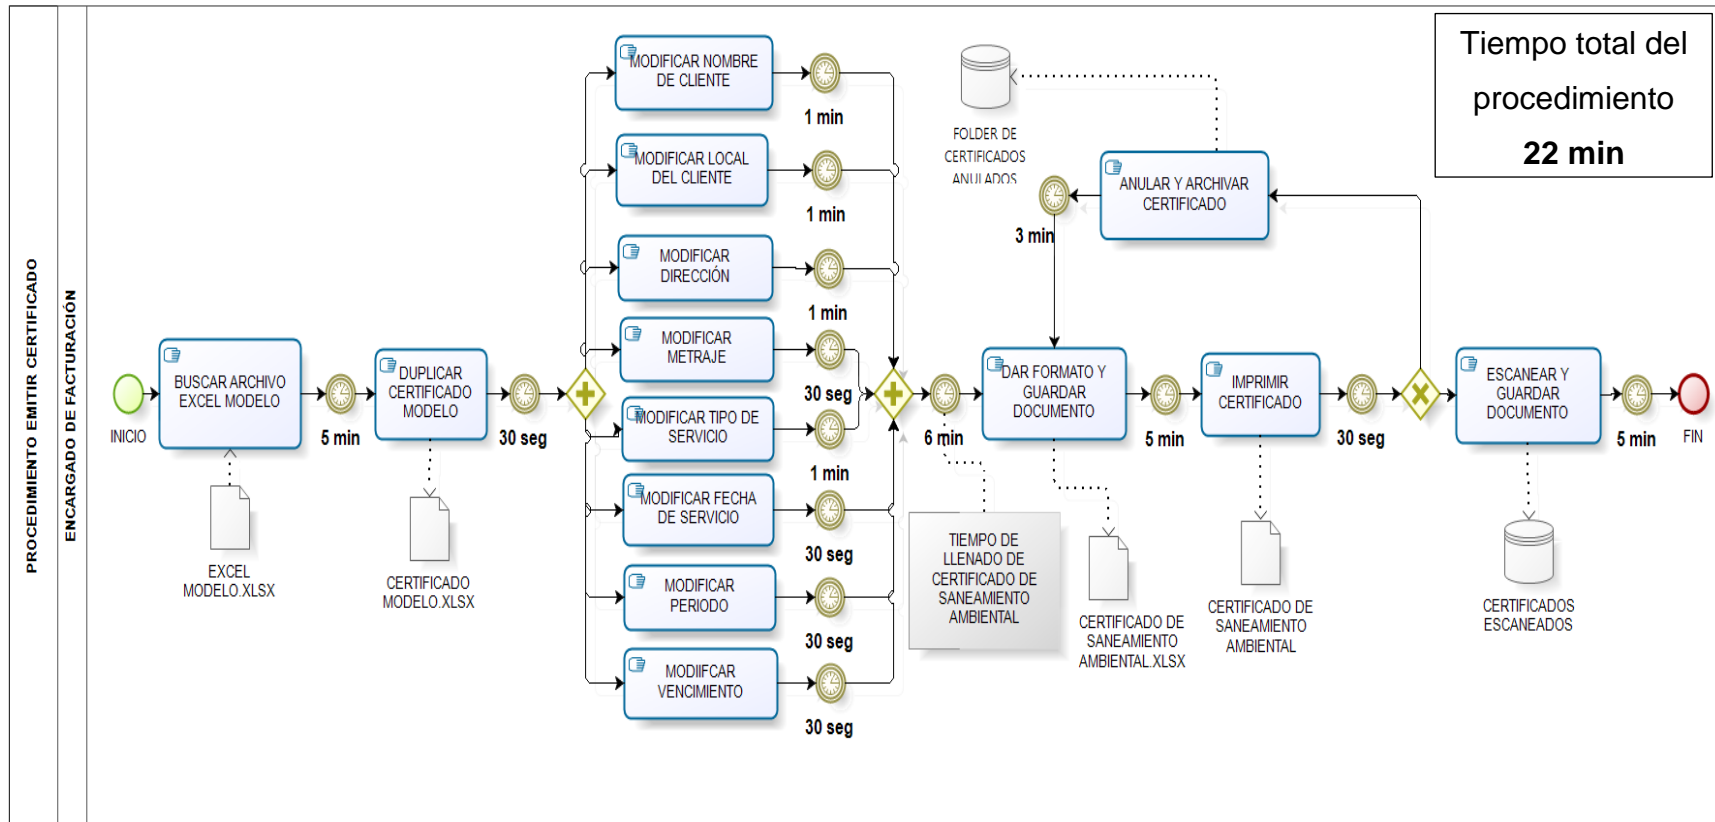 PROCEDIMIENTO EMITIR CERTIFICADO
ENCARGADO DE FACTURACIÓN
INICIO
BUSCAR ARCHIVO
EXCEL MODELO
5 min
EXCEL
MODELO.XLSX
DUPLICAR
CERTIFICADO
MODELO
30 seg
CERTIFICADO
MODELO.XLSX
MODIFICAR NOMBRE
DE CLIENTE
1 min
MODIFICAR LOCAL
DEL CLIENTE
1 min
MODIFICAR
DIRECCIÓN
1 min
MODIFICAR
METRAJE
30 seg
MODIFICAR TIPO DE
SERVICIO
1 min
MODIFICAR FECHA
DE SERVICIO
30 seg
MODIFICAR
PERIODO
30 seg
MODIIFCAR
VENCIMIENTO
30 seg
6 min
TIEMPO DE
LLENADO DE
CERTIFICADO DE
SANEAMIENTO
AMBIENTAL
DAR FORMATO Y
GUARDAR
DOCUMENTO
5 min
CERTIFICADO DE
SANEAMIENTO
AMBIENTAL.XLSX
IMPRIMIR
CERTIFICADO
30 seg
CERTIFICADO DE
SANEAMIENTO
AMBIENTAL
ANULAR Y ARCHIVAR
CERTIFICADO
3 min
FOLDER DE
CERTIFICADOS
ANULADOS
ESCANEAR Y
GUARDAR
DOCUMENTO
5 min
CERTIFICADOS
ESCANEADOS
FIN
Tiempo total del
procedimiento
22 min